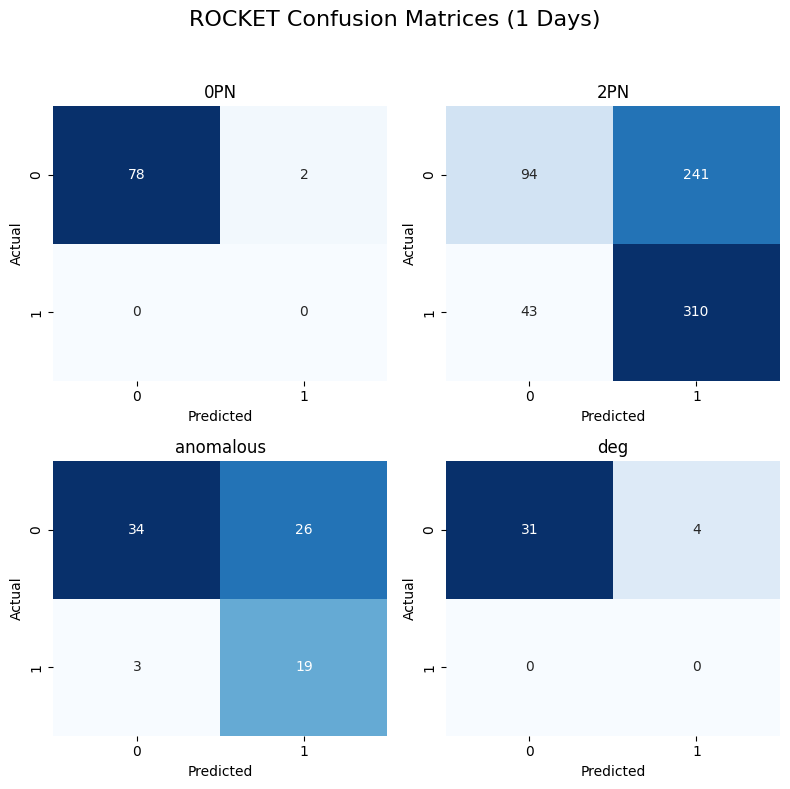 ROCKET Confusion Matrices (1 Days)
0PN
2PN
0
78
2
0
94
241
Actual
Actual
1
0
0
1
43
310
0
1
0
1
Predicted
Predicted
anomalous
deg
0
34
26
0
31
4
Actual
Actual
1
3
19
1
0
0
0
1
0
1
Predicted
Predicted